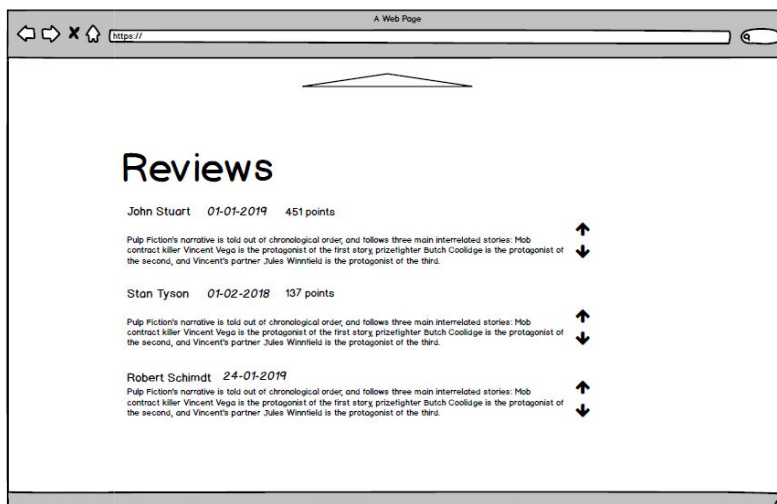 A Web Page
https://
Reviews
John Stuart 01-01-2019 451 points
Pulp Fiction's narrative is told out of chronological order, and follows three main interrelated stories: Mob
contract killer Vincent Vega is the protagonist of the first story, prizefighter Butch Coolidge is the protagonist of
the second, and Vincent's partner Jules Winnfield is the protagonist of the third.
Stan Tyson 01-02-2018 137 points
Pulp Fiction's narrative is told out of chronological order, and follows three main interrelated stories: Mob
contract killer Vincent Vega is the protagonist of the first story, prizefighter Butch Coolidge is the protagonist of
the second, and Vincent's partner Jules Winnfield is the protagonist of the third.
Robert Schimdt 24-01-2019
Pulp Fiction's narrative is told out of chronological order, and follows three main interrelated stories: Mob
contract killer Vincent Vega is the protagonist of the first story, prizefighter Butch Coolidge is the protagonist of
the second, and Vincent's partner Jules Winnfield is the protagonist of the third.